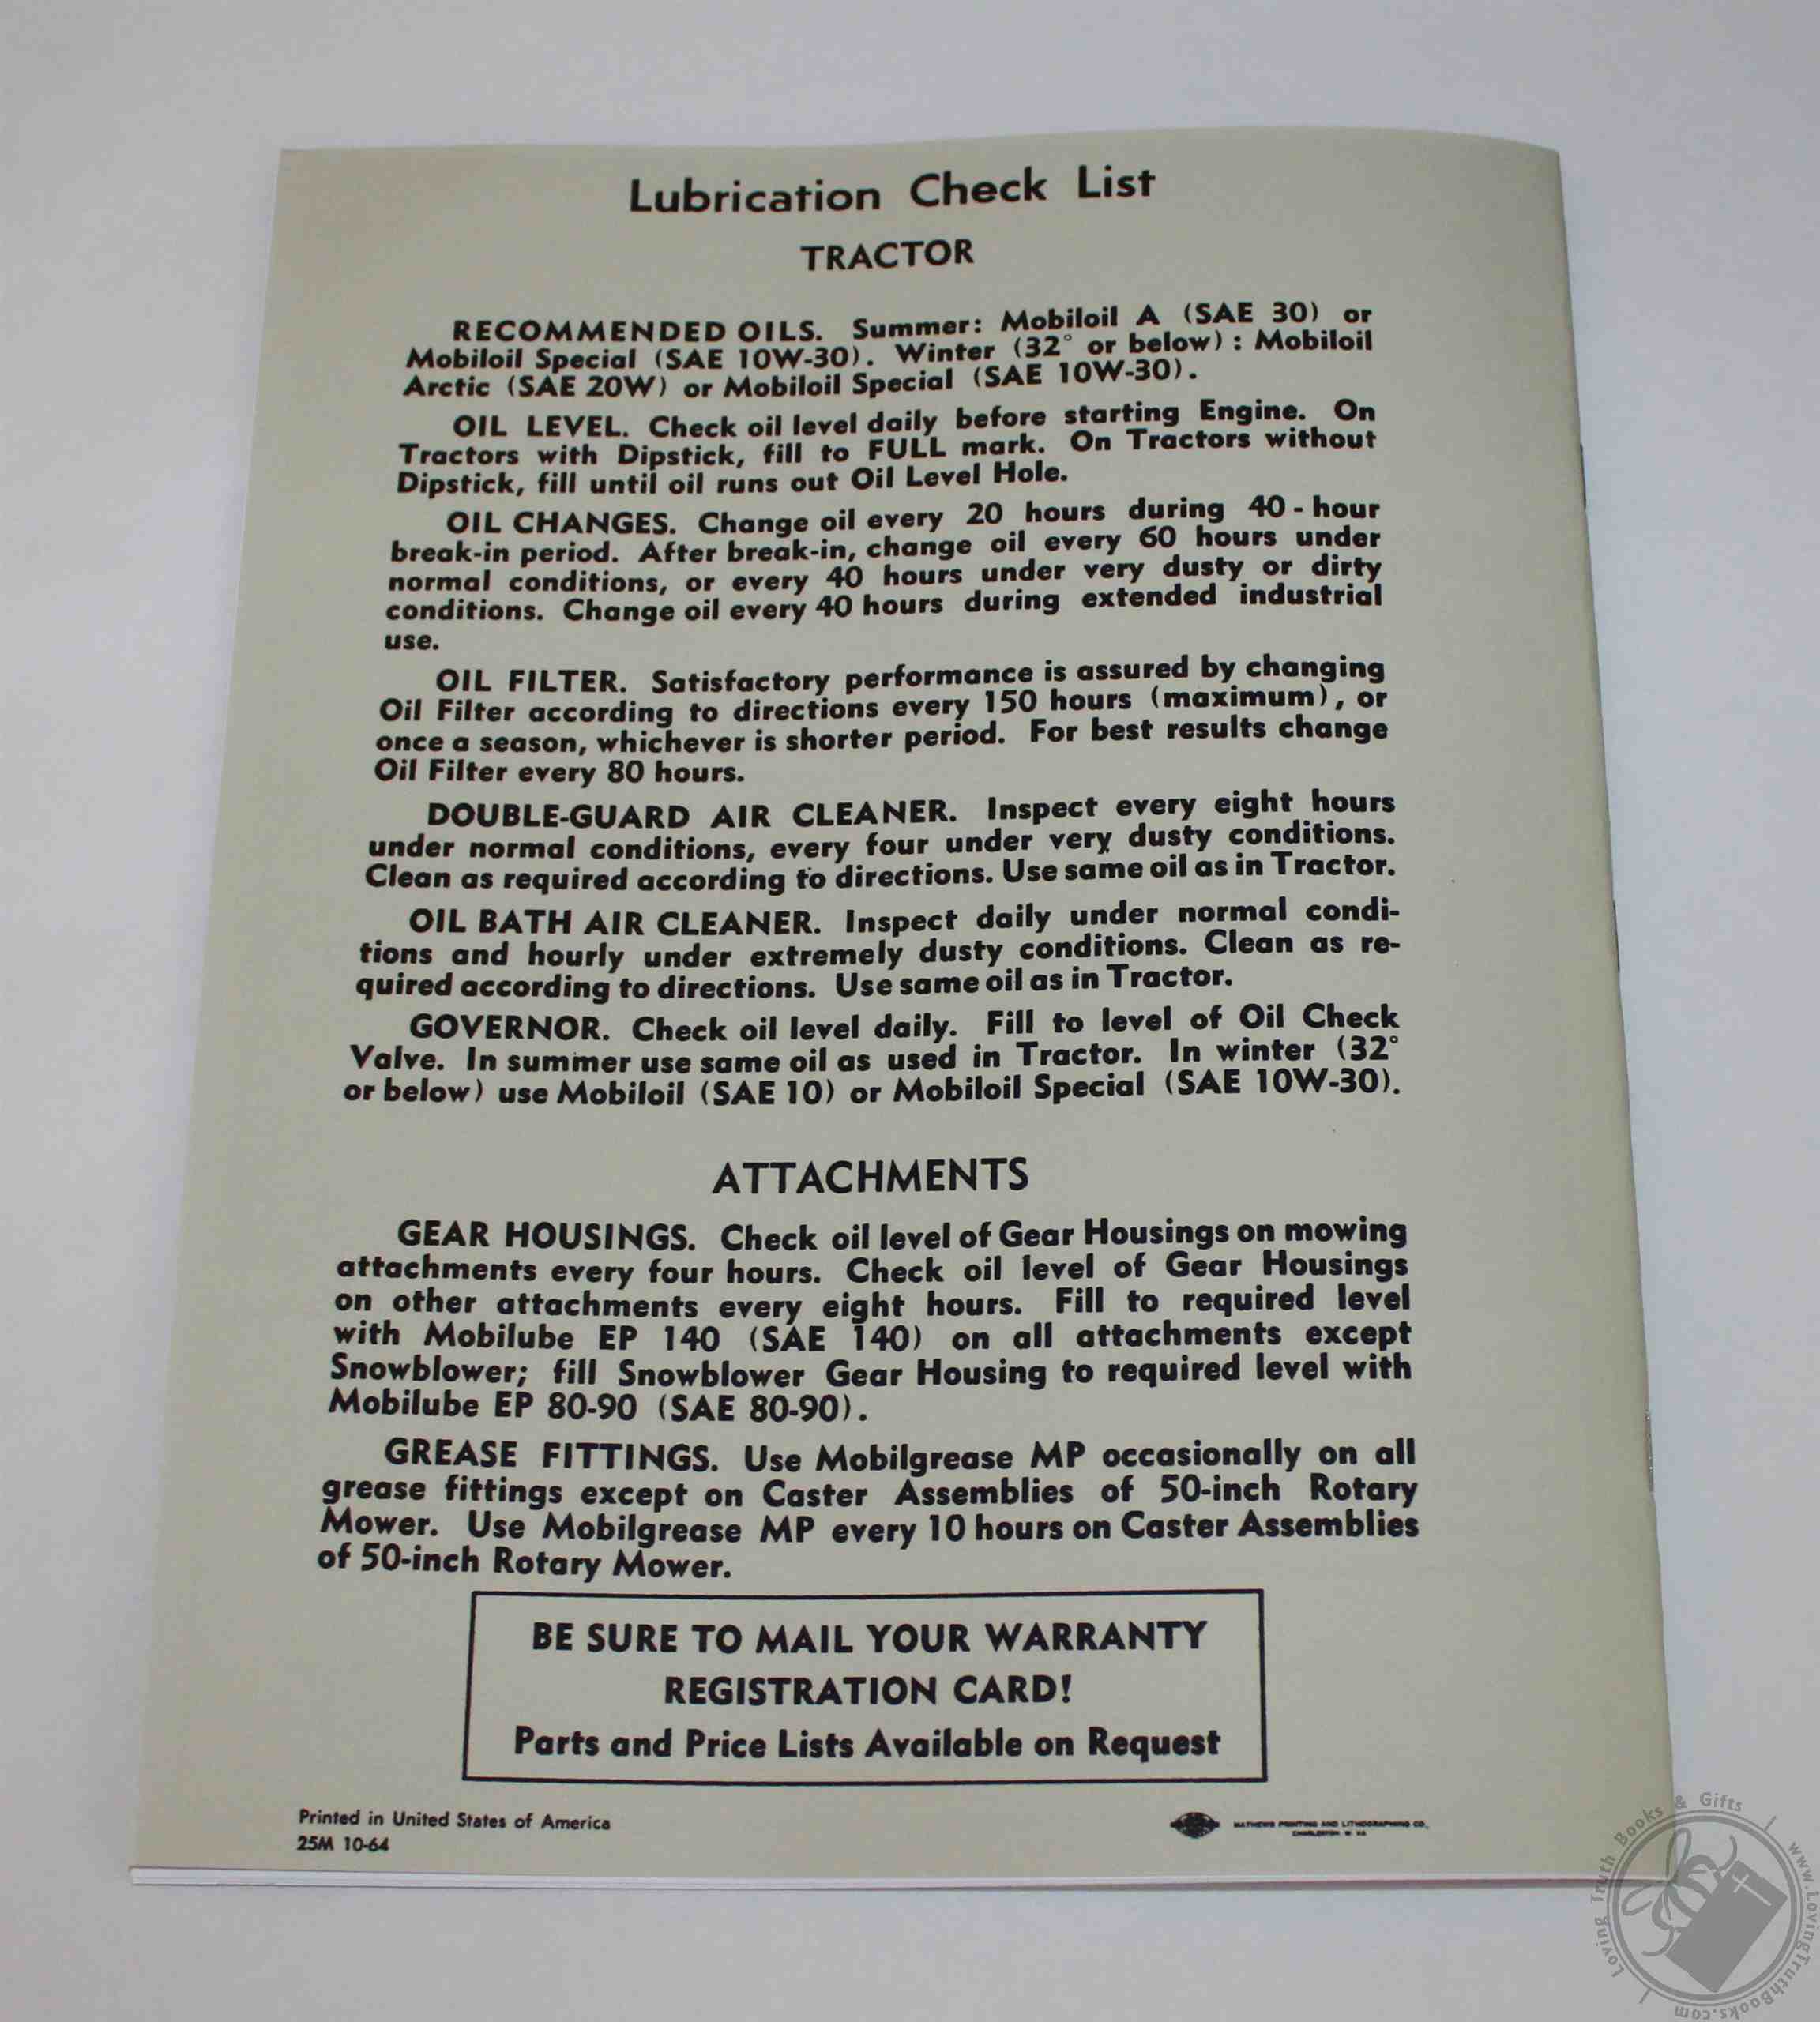 Lubrication Check List
TRACTOR
RECOMMENDED OILS. Summer: Mobiloil A (SAE 30) or
Mobiloil Special (SAE 10W-30). Winter (32° or below) : Mobiloil
Arctic (SAE 20W) or Mobiloil Special (SAE 10W-30).
OIL LEVEL. Check oil level daily before starting Engine. On
Tractors with Dipstick, fill to FULL mark. On Tractors without
Dipstick, fill until oil runs out Oil Level Hole.
OIL CHANGES. Change oil every 20 hours during 40 - hour
break-in period. After break-in, change oil every 60 hours under
normal conditions, or every 40 hours under very dusty or dirty
conditions. Change oil every 40 hours during extended industrial
use.
OIL FILTER. Satisfactory performance is assured by changing
Oil Filter according to directions every 150 hours (maximum), or
once a season, whichever is shorter period. For best results change
Oil Filter every 80 hours.
DOUBLE-GUARD AIR CLEANER. Inspect every eight hours
under normal conditions, every four under very dusty conditions.
Clean as required according to directions. Use same oil as in Tractor.
OIL BATH AIR CLEANER. Inspect daily under normal condi-
tions and hourly under extremely dusty conditions. Clean as re-
quired according to directions. Use same oil as in Tractor.
GOVERNOR. Check oil level daily. Fill to level of Oil Check
Valve. In summer use same oil as used in Tractor. In winter (32°
or below) use Mobiloil (SAE 10) or Mobiloil Special (SAE 10W-30).
ATTACHMENTS
GEAR HOUSINGS. Check oil level of Gear Housings on mowing
attachments every four hours. Check oil level of Gear Housings
on other attachments every eight hours. Fill to required level
with Mobilube EP 140 (SAE 140) on all attachments except
Snowblower; fill Snowblower Gear Housing to required level with
Mobilube EP 80-90 (SAE 80-90).
GREASE FITTINGS. Use Mobilgrease MP occasionally on all
grease fittings except on Caster Assemblies of 50-inch Rotary
Mower. Use Mobilgrease MP every 10 hours on Caster Assemblies
of 50-inch Rotary Mower.
BE SURE TO MAIL YOUR WARRANTY
REGISTRATION CARD!
Parts and Price Lists Available on Request
Printed in United States of America
25M 10-64
MATHEWS PRINTING AND LITHOGRAPHING CO.
CHARLESTON W. VA
Loving Truth Books & Gifts
www.LovingTruthBooks.com